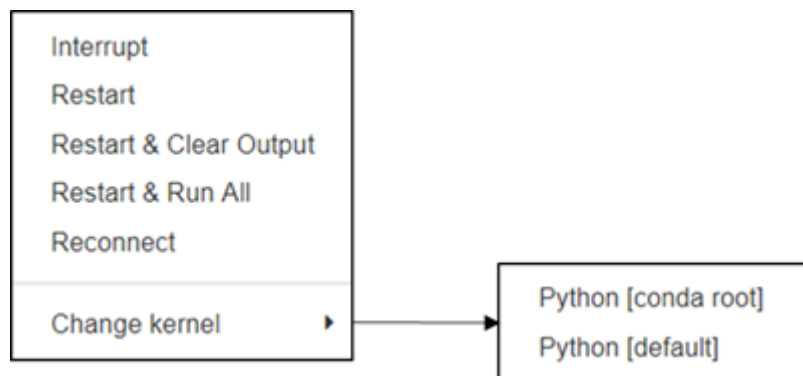 Interrupt
Restart
Restart & Clear Output
Restart & Run All
Reconnect
Change kernel
Python [conda root]
Python [default]